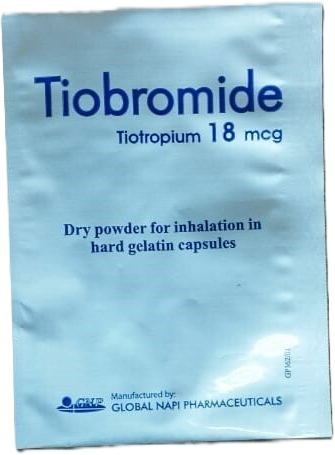 Tiobromide
Tiotropium 18 mcg
Dry powder for inhalation in
hard gelatin capsules
GNP
Manufactured by:
GLOBAL NAPI PHARMACEUTICALS